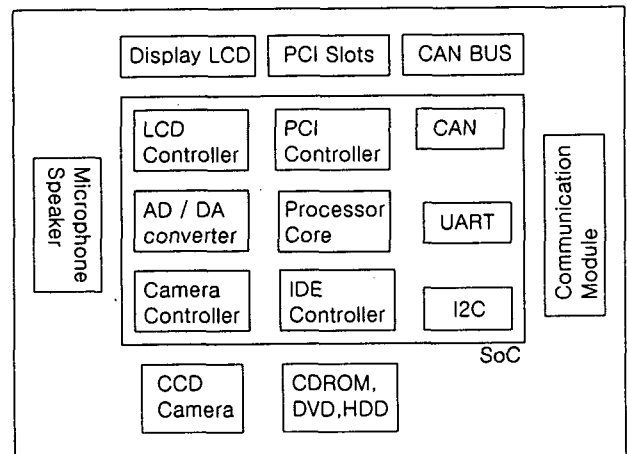 Display LCD
PCI Slots
CAN BUS
LCD
Controller
PCI
Controller
CAN
Microphone
Speaker
AD / DA
converter
Processor
Core
UART
Communication
Module
Camera
Controller
IDE
Controller
I2C
SoC
CCD
Camera
CDROM,
DVD,HDD